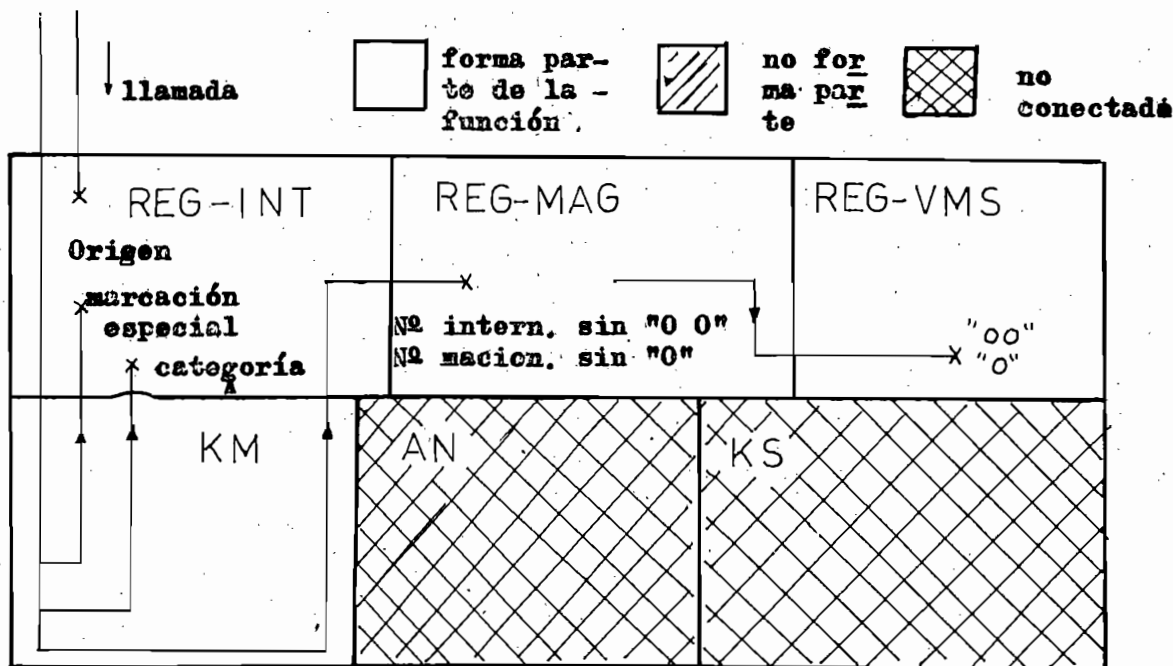 llamada
forma par-
te de la -
función.
no for
ma par
te
no
conectada
REG-INT
REG-MAG
REG-VMS
Origen
marcación
especial
categoría
A
Nº intern. sin "0 0"
Nº macion. sin "0"
"00"
"0"
KM
AN
KS